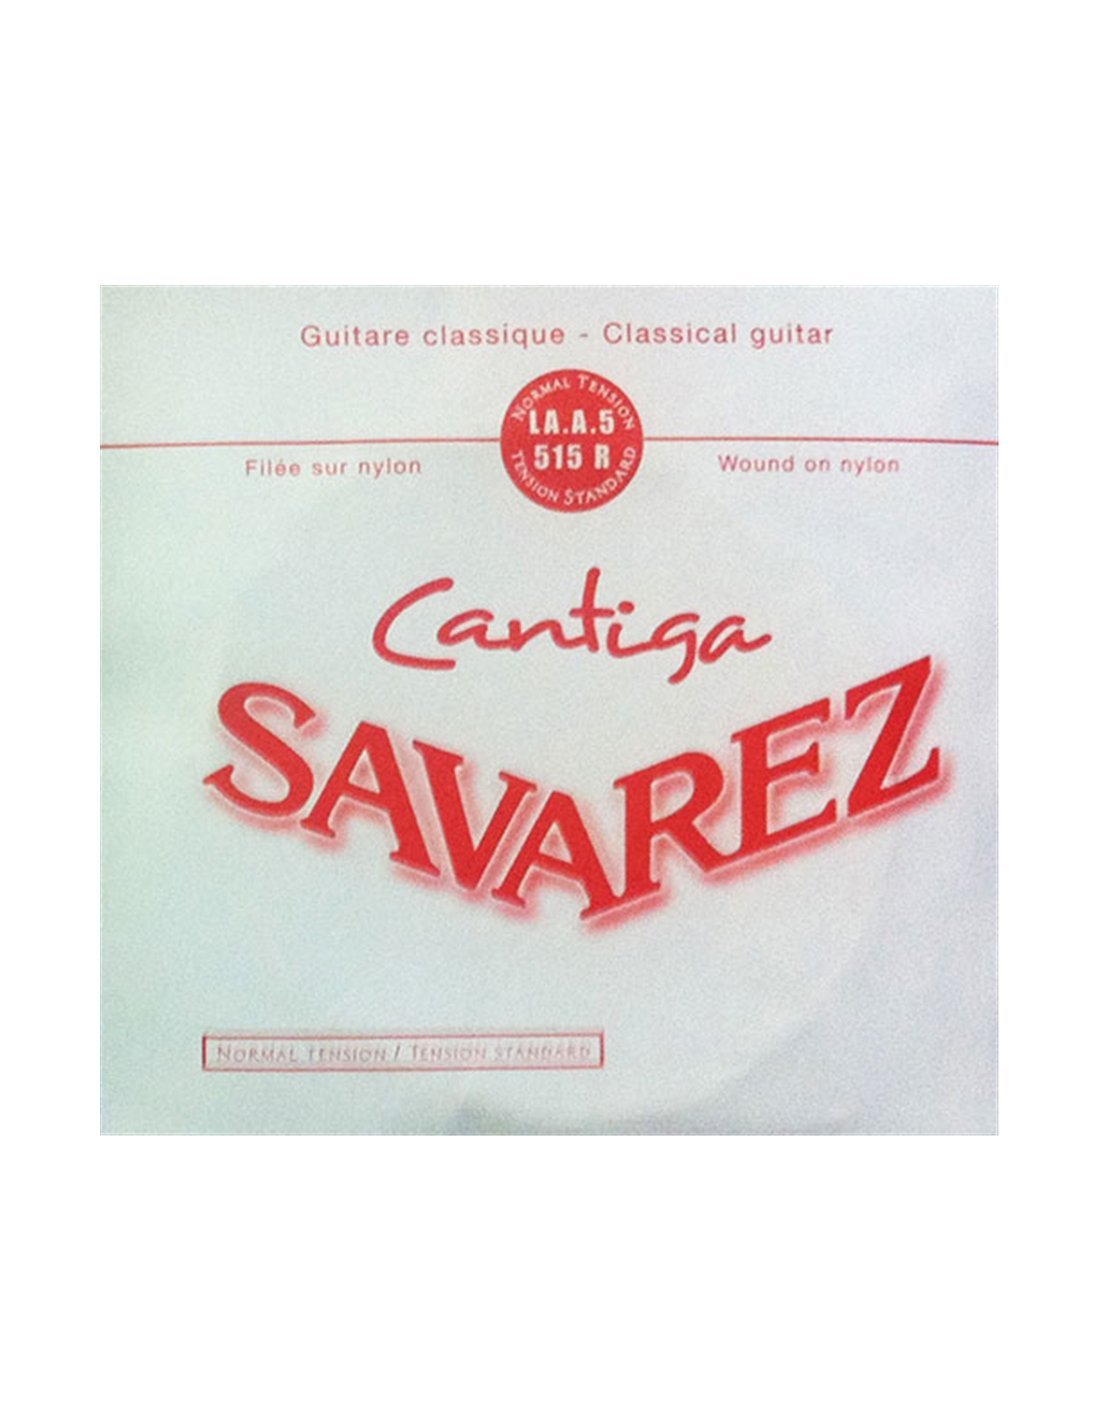 Guitare classique - Classical guitar
NORMAL TENSION
LA.A.5
515 R
TENSION STANDARD
Filée sur nylon
Wound on nylon
Cantiga
SAVAREZ
NORMAL TENSION / TENSION STANDARD